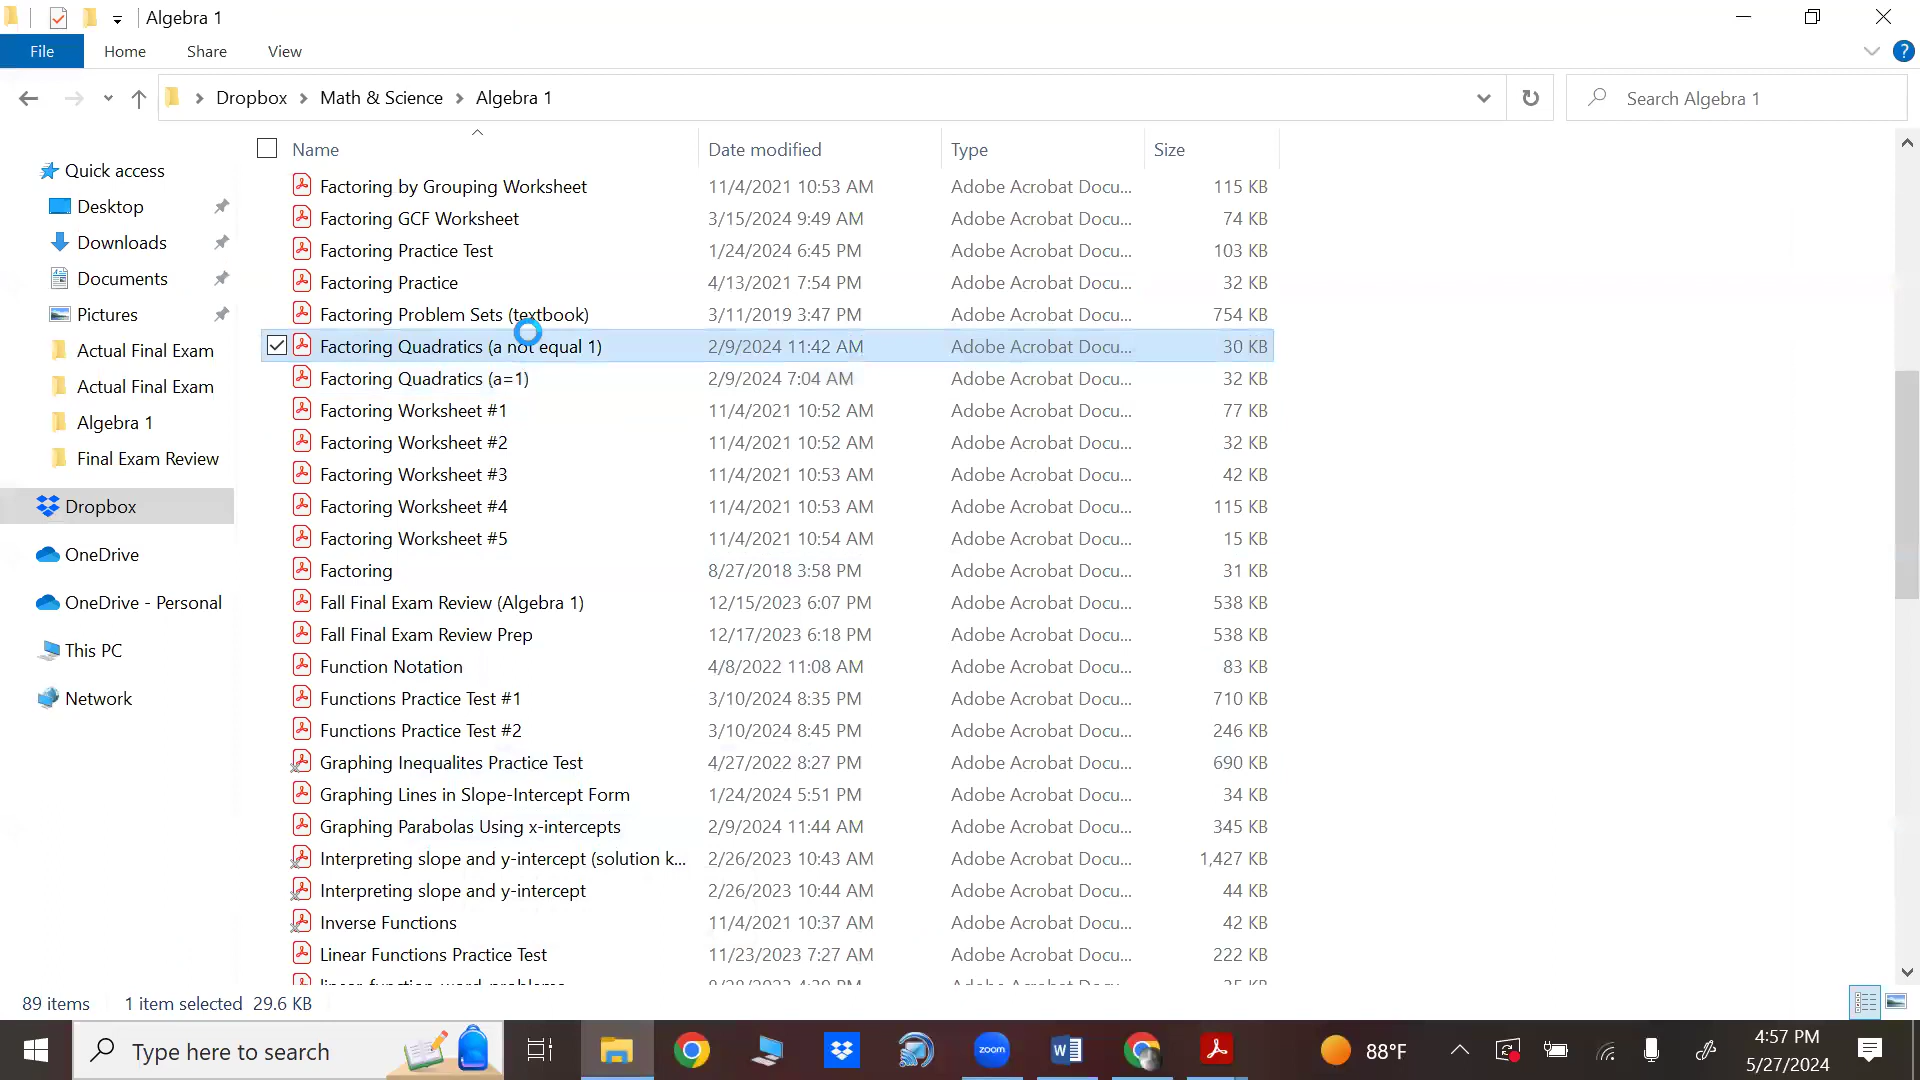 Algebra 1
File Home Share View
Dropbox Math & Science Algebra 1
Search Algebra 1
Name Date modified Type Size
Quick access
Desktop
Downloads
Documents
Pictures
Actual Final Exam
Actual Final Exam
Algebra 1
Final Exam Review
Dropbox
OneDrive
OneDrive - Personal
This PC
Network
Factoring by Grouping Worksheet 11/4/2021 10:53 AM Adobe Acrobat Docu... 115 KB
Factoring GCF Worksheet 3/15/2024 9:49 AM Adobe Acrobat Docu... 74 KB
Factoring Practice Test 1/24/2024 6:45 PM Adobe Acrobat Docu... 103 KB
Factoring Practice 4/13/2021 7:54 PM Adobe Acrobat Docu... 32 KB
Factoring Problem Sets (textbook) 3/11/2019 3:47 PM Adobe Acrobat Docu... 754 KB
Factoring Quadratics (a not equal 1) 2/9/2024 11:42 AM Adobe Acrobat Docu... 30 KB
Factoring Quadratics (a=1) 2/9/2024 7:04 AM Adobe Acrobat Docu... 32 KB
Factoring Worksheet #1 11/4/2021 10:52 AM Adobe Acrobat Docu... 77 KB
Factoring Worksheet #2 11/4/2021 10:52 AM Adobe Acrobat Docu... 32 KB
Factoring Worksheet #3 11/4/2021 10:53 AM Adobe Acrobat Docu... 42 KB
Factoring Worksheet #4 11/4/2021 10:53 AM Adobe Acrobat Docu... 115 KB
Factoring Worksheet #5 11/4/2021 10:54 AM Adobe Acrobat Docu... 15 KB
Factoring 8/27/2018 3:58 PM Adobe Acrobat Docu... 31 KB
Fall Final Exam Review (Algebra 1) 12/15/2023 6:07 PM Adobe Acrobat Docu... 538 KB
Fall Final Exam Review Prep 12/17/2023 6:18 PM Adobe Acrobat Docu... 538 KB
Function Notation 4/8/2022 11:08 AM Adobe Acrobat Docu... 83 KB
Functions Practice Test #1 3/10/2024 8:35 PM Adobe Acrobat Docu... 710 KB
Functions Practice Test #2 3/10/2024 8:45 PM Adobe Acrobat Docu... 246 KB
Graphing Inequalites Practice Test 4/27/2022 8:27 PM Adobe Acrobat Docu... 690 KB
Graphing Lines in Slope-Intercept Form 1/24/2024 5:51 PM Adobe Acrobat Docu... 34 KB
Graphing Parabolas Using x-intercepts 2/9/2024 11:44 AM Adobe Acrobat Docu... 345 KB
Interpreting slope and y-intercept (solution k... 2/26/2023 10:43 AM Adobe Acrobat Docu... 1,427 KB
Interpreting slope and y-intercept 2/26/2023 10:44 AM Adobe Acrobat Docu... 44 KB
Inverse Functions 11/4/2021 10:37 AM Adobe Acrobat Docu... 42 KB
Linear Functions Practice Test 11/23/2023 7:27 AM Adobe Acrobat Docu... 222 KB
89 items 1 item selected 29.6 KB
Type here to search
zoom
88°F
4:57 PM
5/27/2024